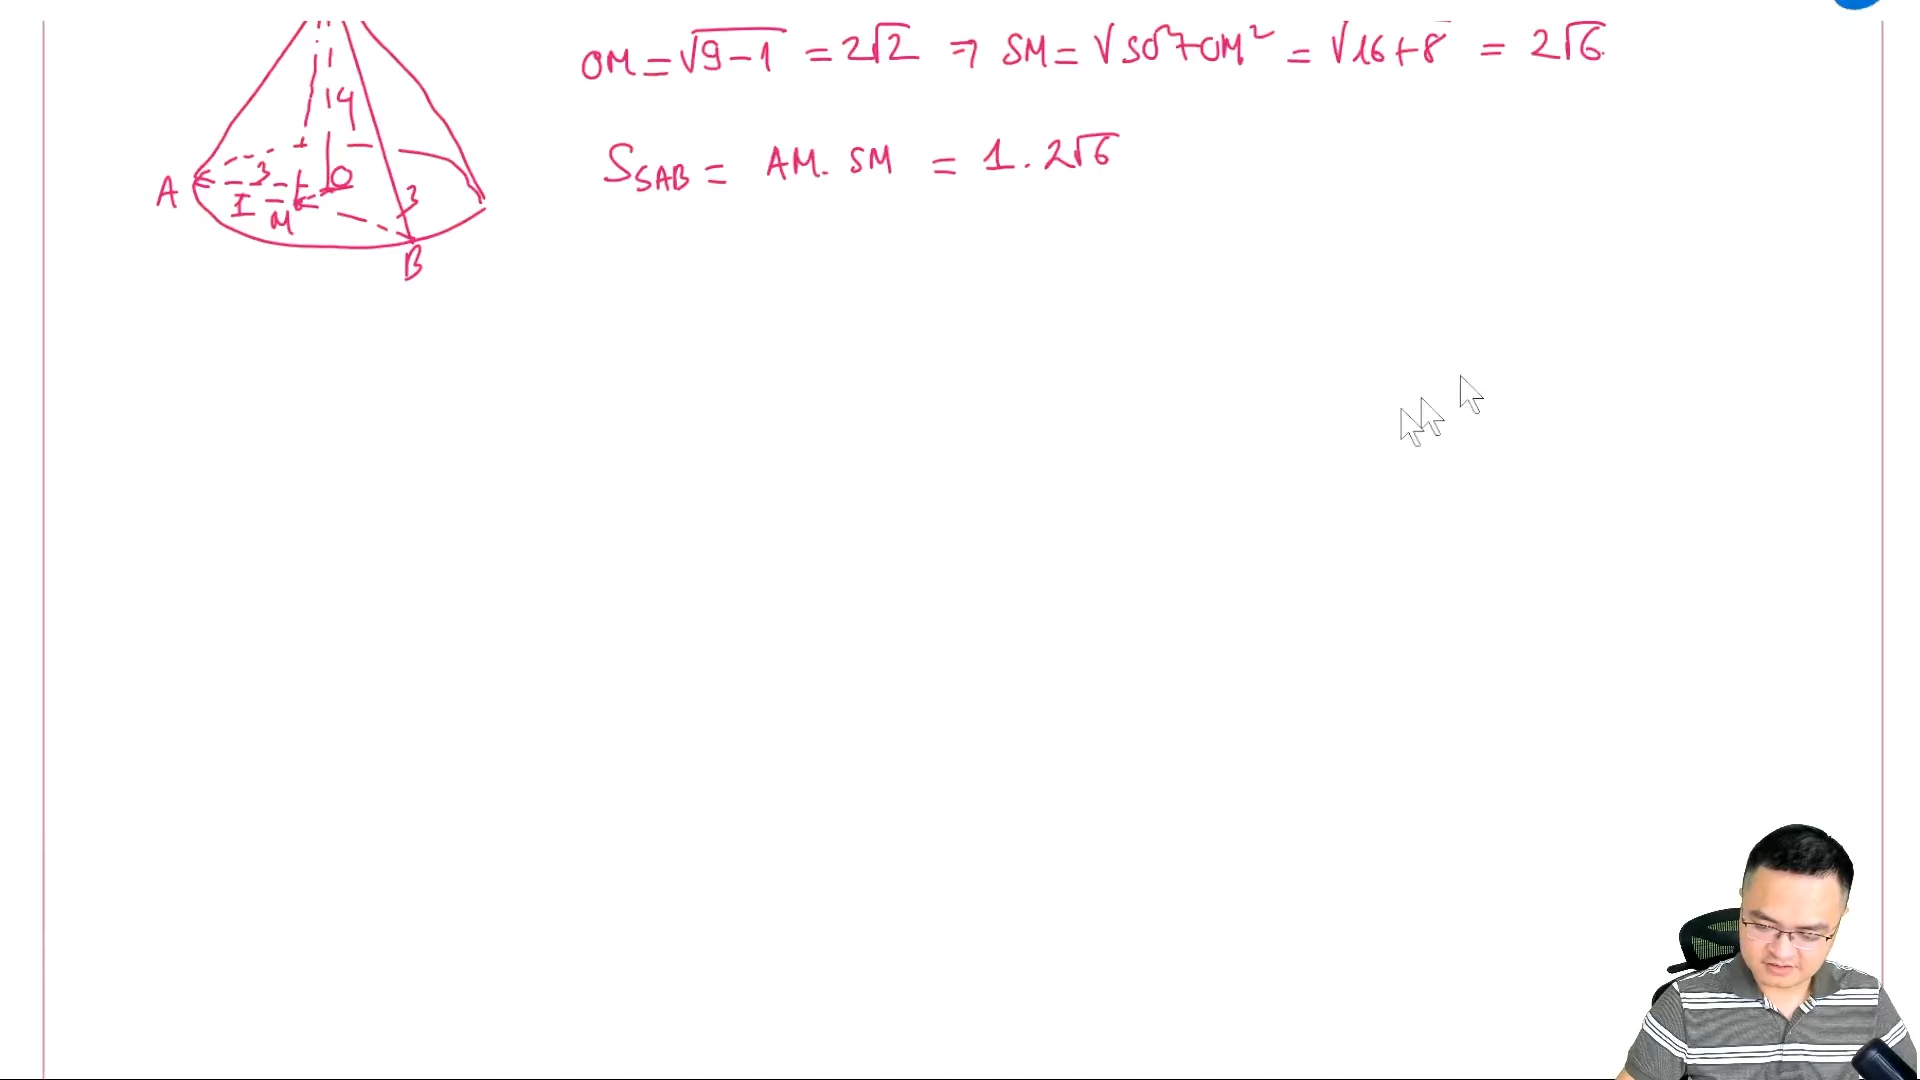 OM = √9-1 = 2√2 ⇒ SM = √SO²+OM² = √16+8 = 2√6
S_SAB = AM. SM = 1. 2√6
4
A 3 O
I 3
M
B